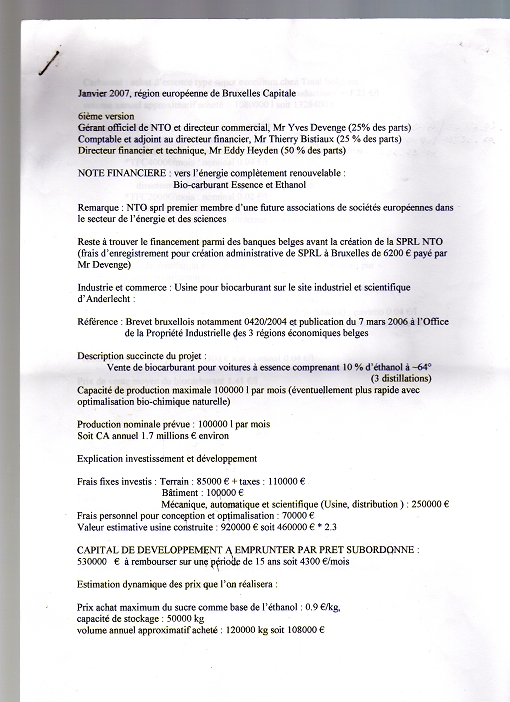 Janvier 2007, région européenne de Bruxelles Capitale
6ième version
Gérant officiel de NTO et directeur commercial, Mr Yves Devenge (25% des parts)
Comptable et adjoint au directeur financier, Mr Thierry Bistiaux (25 % des parts)
Directeur financier et technique, Mr Eddy Heyden (50 % des parts)
NOTE FINANCIERE : vers l'énergie complètement renouvelable :
Bio-carburant Essence et Ethanol
Remarque : NTO sprl premier membre d'une future associations de sociétés européennes dans
le secteur de l'énergie et des sciences
Reste à trouver le financement parmi des banques belges avant la création de la SPRL NTO
(frais d'enregistrement pour création administrative de SPRL à Bruxelles de 6200 € payé par
Mr Devenge)
Industrie et commerce : Usine pour biocarburant sur le site industriel et scientifique
d'Anderlecht :
Référence : Brevet bruxellois notamment 0420/2004 et publication du 7 mars 2006 à l'Office
de la Propriété Industrielle des 3 régions économiques belges
Description succincte du projet :
Vente de biocarburant pour voitures à essence comprenant 10 % d'éthanol à –64°
(3 distillations)
Capacité de production maximale 100000 l par mois (éventuellement plus rapide avec
optimalisation bio-chimique naturelle)
Production nominale prévue : 100000 l par mois
Soit CA annuel 1.7 millions € environ
Explication investissement et développement
Frais fixes investis : Terrain : 85000 € + taxes : 110000 €
Bâtiment : 100000 €
Mécanique, automatique et scientifique (Usine, distribution ) : 250000 €
Frais personnel pour conception et optimalisation : 70000 €
Valeur estimative usine construite : 920000 € soit 460000 € * 2.3
CAPITAL DE DEVELOPPEMENT A EMPRUNTER PAR PRET SUBORDONNE :
530000 € à rembourser sur une période de 15 ans soit 4300 €/mois
Estimation dynamique des prix que l'on réalisera :
Prix achat maximum du sucre comme base de l'éthanol : 0.9 €/kg,
capacité de stockage : 50000 kg
volume annuel approximatif acheté : 120000 kg soit 108000 €